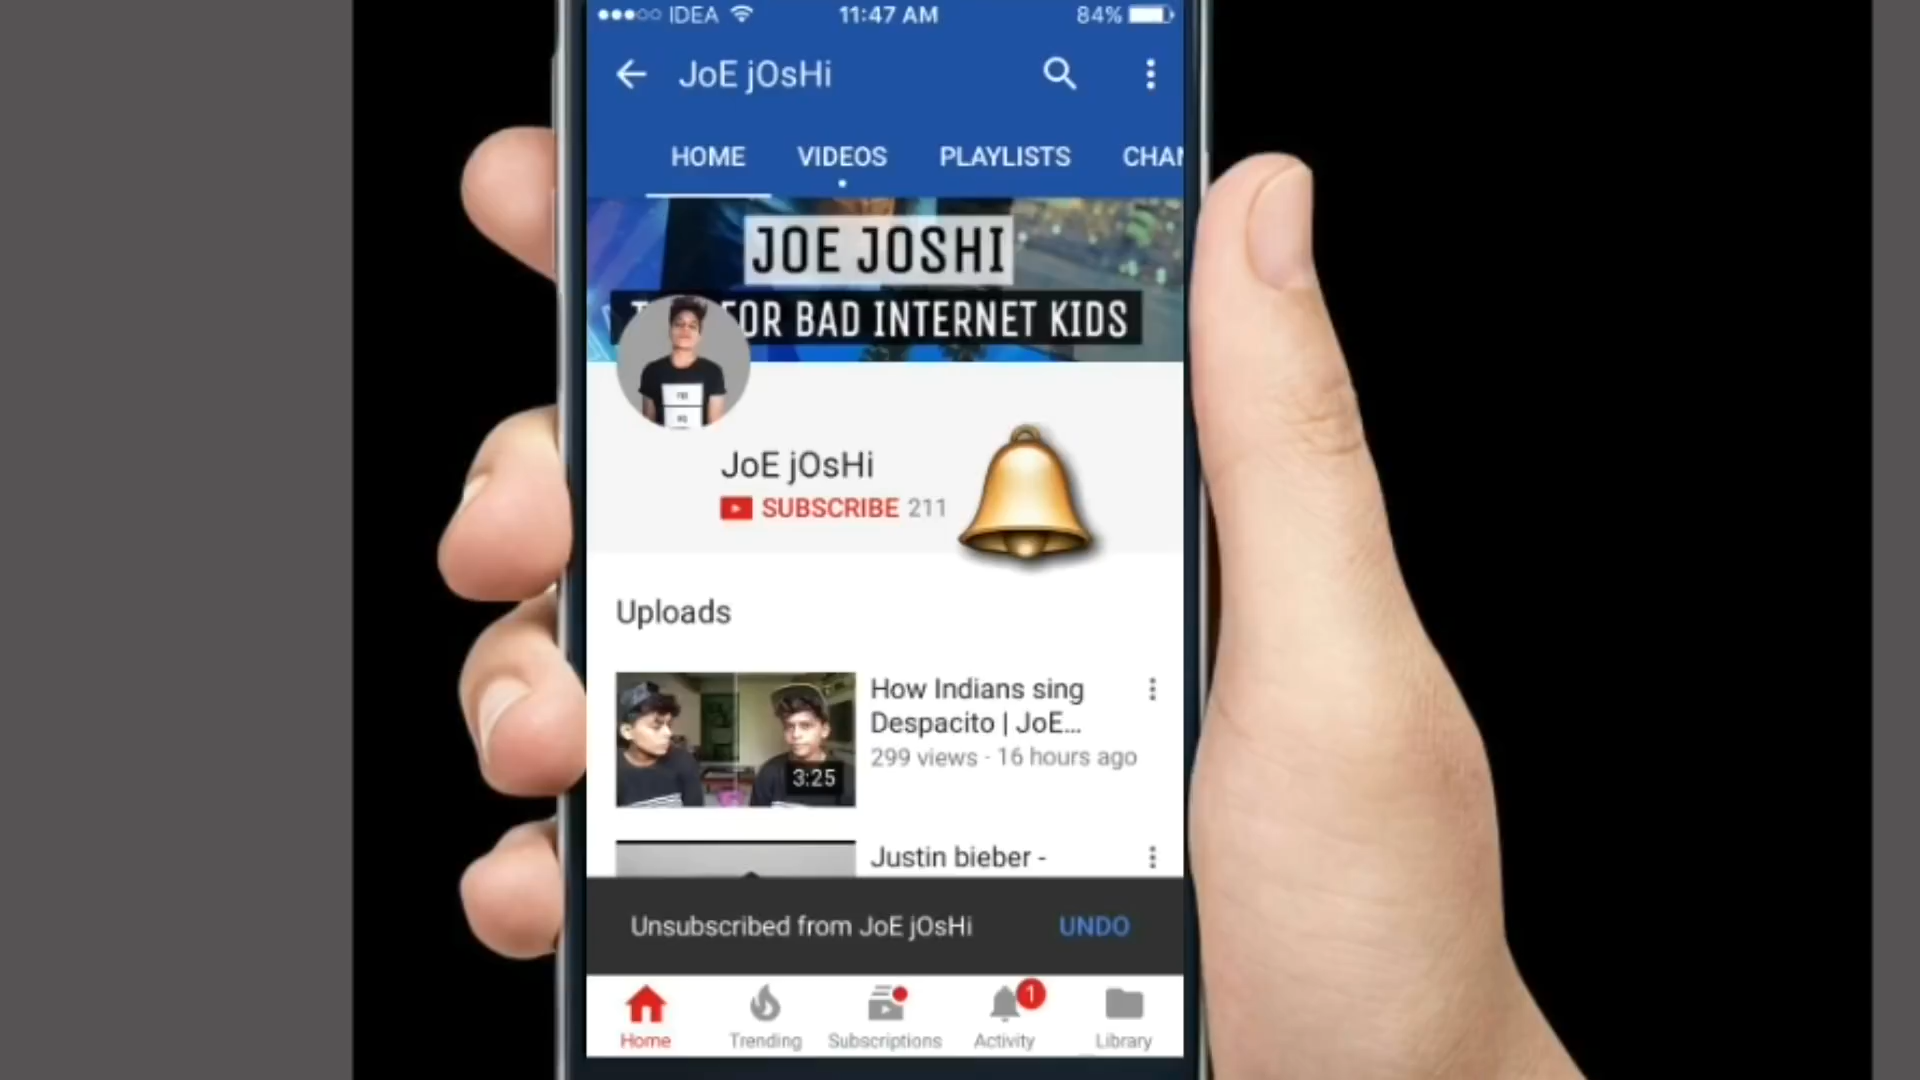 IDEA 11:47 AM 84%
JoE jOsHi
HOME VIDEOS PLAYLISTS CHAN
JOE JOSHI
FOR BAD INTERNET KIDS
JoE jOsHi
SUBSCRIBE 211
Uploads
How Indians sing
Despacito | JoE...
299 views · 16 hours ago
3:25
Justin bieber -
Unsubscribed from JoE jOsHi UNDO
1
Home Trending Subscriptions Activity Library